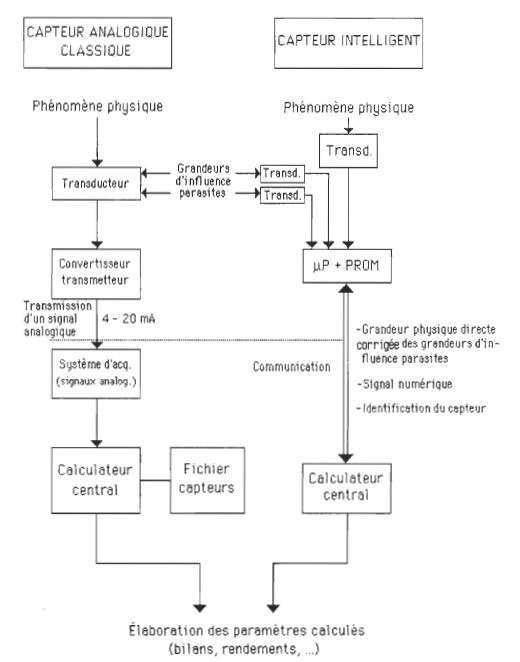 CAPTEUR ANALOGIQUE
CLASSIQUE
CAPTEUR INTELLIGENT
Phénomène physique
Phénomène physique
Transd.
Transducteur
Grandeurs
d'influence
parasites
Transd.
Transd.
Convertisseur
transmetteur
µP + PROM
Transmission
d'un signal
analogique
4 - 20 mA
Système d'acq.
(signaux analog.)
Communication
-Grandeur physique directe
corrigée des grandeurs d'in-
fluence parasites
-Signal numérique
-Identification du capteur
Calculateur
central
Fichier
capteurs
Calculateur
central
Élaboration des paramètres calculés
(bilans, rendements, ...)